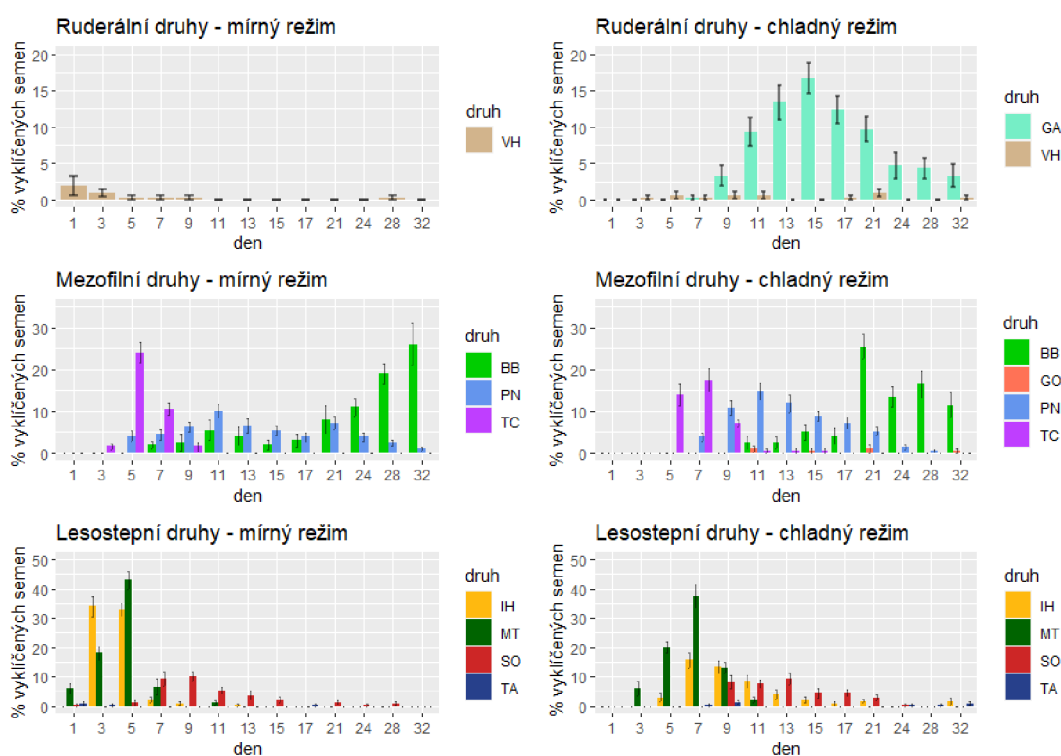 Ruderální druhy - mírný režim
% vyklíčených semen
20
15
10
5
0
1 3 5 7 9 11 13 15 17 21 24 28 32
den
druh
VH
Ruderální druhy - chladný režim
% vyklíčených semen
20
15
10
5
0
1 3 5 7 9 11 13 15 17 21 24 28 32
den
druh
GA
VH
Mezofilní druhy - mírný režim
% vyklíčených semen
30
20
10
0
1 3 5 7 9 11 13 15 17 21 24 28 32
den
druh
BB
PN
TC
Mezofilní druhy - chladný režim
% vyklíčených semen
30
20
10
0
1 3 5 7 9 11 13 15 17 21 24 28 32
den
druh
BB
GO
PN
TC
Lesostepní druhy - mírný režim
% vyklíčených semen
50
40
30
20
10
0
1 3 5 7 9 11 13 15 17 21 24 28 32
den
druh
IH
MT
SO
TA
Lesostepní druhy - chladný režim
% vyklíčených semen
50
40
30
20
10
0
1 3 5 7 9 11 13 15 17 21 24 28 32
den
druh
IH
MT
SO
TA